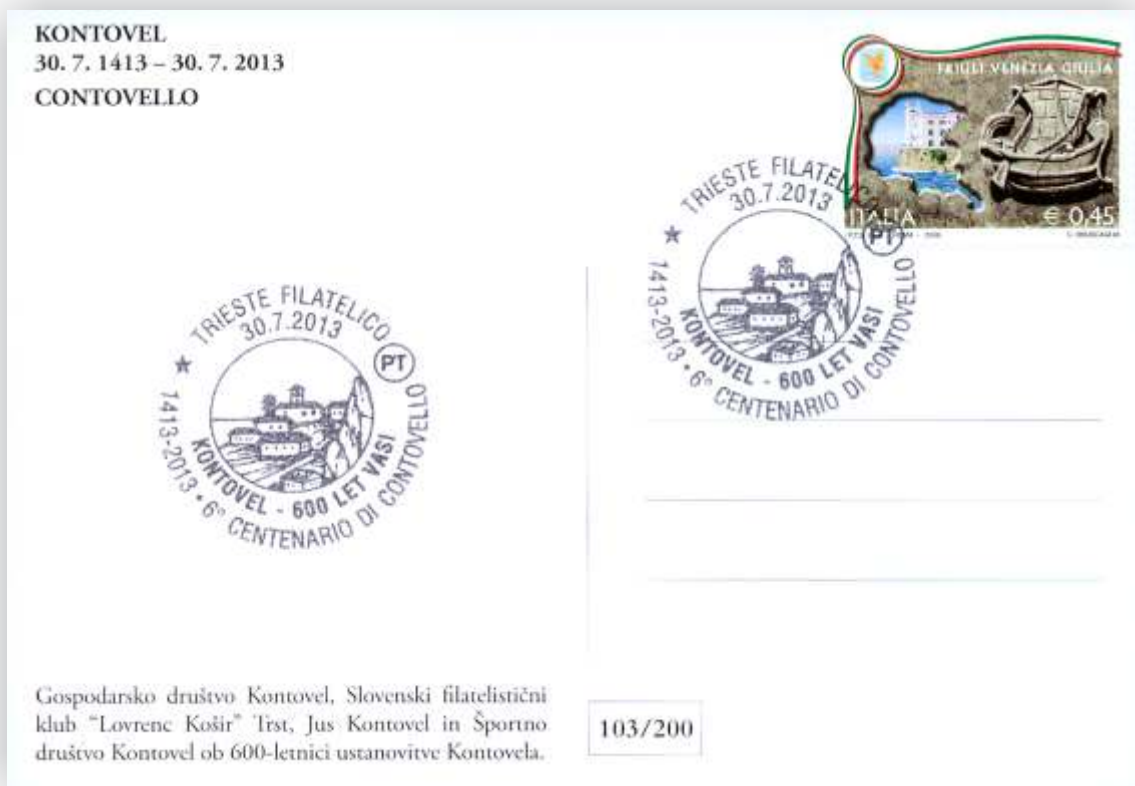 KONTOVEL
30. 7. 1413 – 30. 7. 2013
CONTOVELLO
FRIULI VENEZIA GIULIA
ITALIA € 0,45
TRIESTE FILATELICO
30.7.2013
PT
KONTOVEL - 600 LET VASI
1413-2013 • 6º CENTENARIO DI CONTOVELLO
TRIESTE FILATELICO
30.7.2013
PT
KONTOVEL - 600 LET VASI
1413-2013 • 6º CENTENARIO DI CONTOVELLO
Gospodarsko društvo Kontovel, Slovenski filatelistični
klub “Lovrenc Košir” Trst, Jus Kontovel in Športno
društvo Kontovel ob 600-letnici ustanovitve Kontovela.
103/200